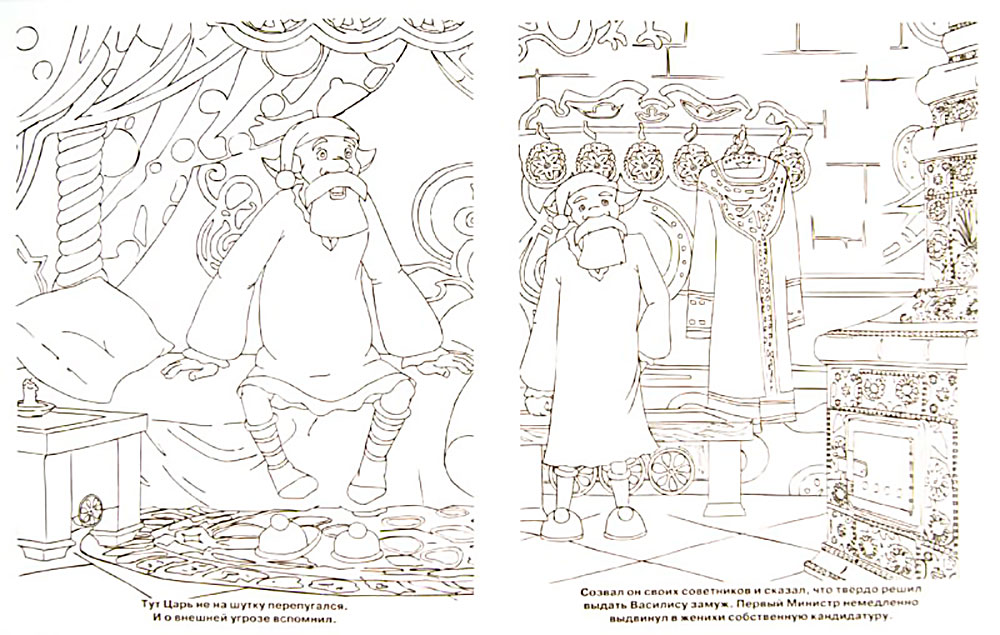 Тут Царь не на шутку перепугался.
И о внешней угрозе вспомнил.
Созвал он своих советников и сказал, что твердо решил
выдать Василису замуж. Первый Министр немедленно
выдвинул в женихи собственную кандидатуру.